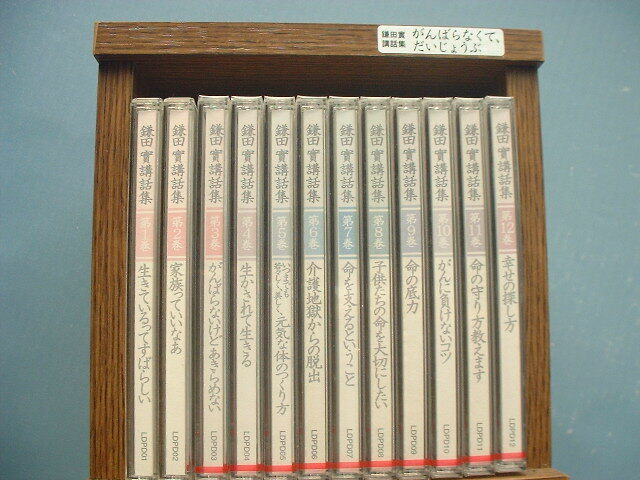 鎌田實
講話集
がんばらなくて、
だいじょうぶ
鎌田實講話集 第1巻 生きているってすばらしい LDPD01
鎌田實講話集 第2巻 家族っていいなあ LDPD02
鎌田實講話集 第3巻 がんばらないけどあきらめない LDPD03
鎌田實講話集 第4巻 生かされて生きる LDPD04
鎌田實講話集 第5巻 いつまでも若々しく美しく、元気な体のつくり方 LDPD05
鎌田實講話集 第6巻 介護地獄からの脱出 LDPD06
鎌田實講話集 第7巻 命を支えるということ LDPD07
鎌田實講話集 第8巻 子供たちの命を大切にしたい LDPD08
鎌田實講話集 第9巻 命の底力 LDPD09
鎌田實講話集 第10巻 がんに負けないコツ LDPD10
鎌田實講話集 第11巻 命の守り方教えます LDPD11
鎌田實講話集 第12巻 幸せの探し方 LDPD12